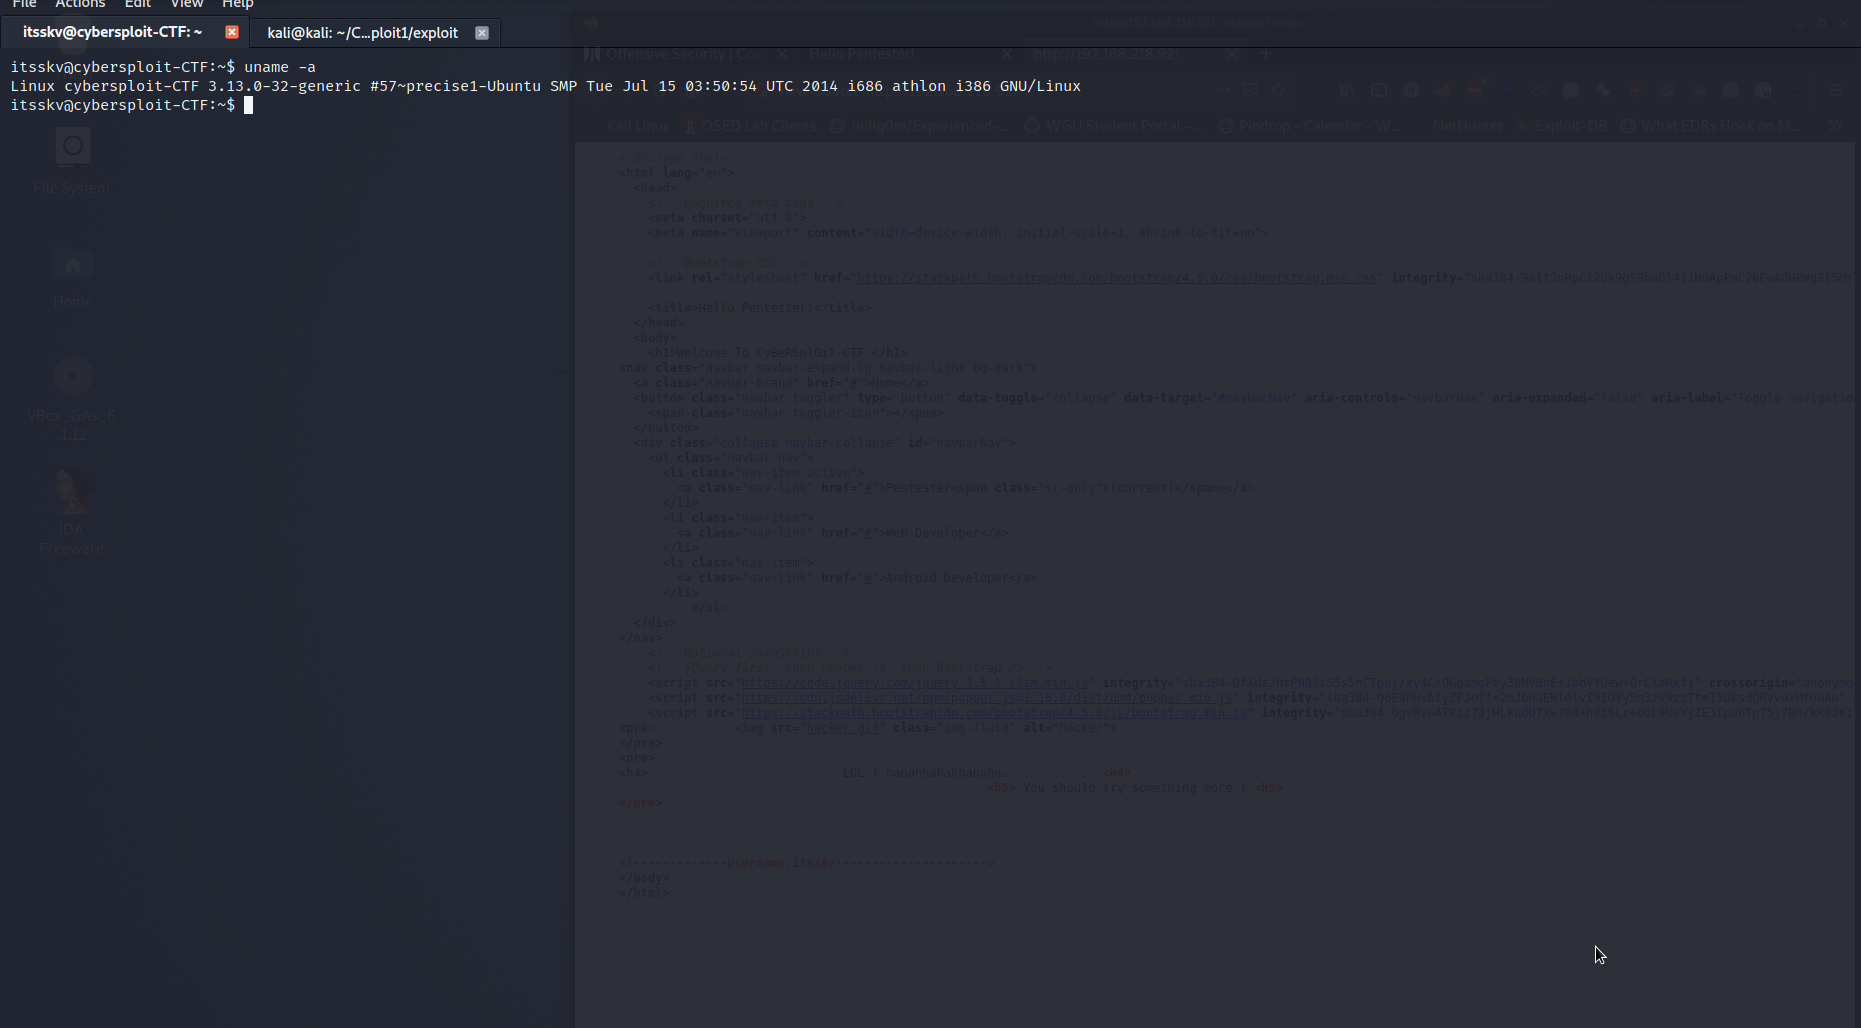 File Actions Edit View Help
itsskv@cybersploit-CTF: ~ kali@kali: ~/C...ploit1/exploit
itsskv@cybersploit-CTF:~$ uname -a
Linux cybersploit-CTF 3.13.0-32-generic #57~precise1-Ubuntu SMP Tue Jul 15 03:50:54 UTC 2014 i686 athlon i386 GNU/Linux
itsskv@cybersploit-CTF:~$
File System
Home
VBox_GAs_6
.1.12
IDA
Freeware
http://192.168.218.92/ - Mozilla Firefox
Offensive Security | Con Hello Pentester! http://192.168.218.92/
Kali Linux OSED Lab Clients nullg0re/Experienced-... WGU Student Portal -... Pindrop - Calendar - W... NetHunter Exploit-DB What EDRs Hook on M...
<!doctype html>
<html lang="en">
<head>
<!-- Required meta tags -->
<meta charset="utf-8">
<meta name="viewport" content="width=device-width, initial-scale=1, shrink-to-fit=no">
<!-- Bootstrap CSS -->
<link rel="stylesheet" href="https://stackpath.bootstrapcdn.com/bootstrap/4.5.0/css/bootstrap.min.css" integrity="
<title>Hello Pentester!</title>
</head>
<body>
<h1>Welcome To CyBeRSplOiT-CTF </h1>
<nav class="navbar navbar-expand-lg navbar-light bg-dark">
<a class="navbar-brand" href="#">Home</a>
<button class="navbar-toggler" type="button" data-toggle="collapse" data-target="#navbarNav" aria-controls="navbarNav" aria-expanded="false" aria-label="Toggle navigatio
<span class="navbar-toggler-icon"></span>
</button>
<div class="collapse navbar-collapse" id="navbarNav">
<ul class="navbar-nav">
<li class="nav-item active">
<a class="nav-link" href="#">Pentester<span class="sr-only">(current)</span></a>
</li>
<li class="nav-item">
<a class="nav-link" href="#">Web Developer</a>
</li>
<li class="nav-item">
<a class="nav-link" href="#">Android Developer</a>
</li>
</ul>
</div>
</nav>
<!-- Optional JavaScript -->
<!-- jQuery first, then Popper.js, then Bootstrap JS -->
<script src="https://code.jquery.com/jquery-3.5.1.slim.min.js" integrity=" crossorigin="anonymo
<script src="https://cdn.jsdelivr.net/npm/popper.js@1.16.0/dist/umd/popper.min.js" integrity="
<script src="https://stackpath.bootstrapcdn.com/bootstrap/4.5.0/js/bootstrap.min.js" integrity="
<pre> <img src="hacker.gif" class="img-fluid" alt="hacker">
</pre>
<pre>
<h4> LOL ! hahahhahahhahaha..............<h4>
<h5> You should try something more ! <h5>
</pre>
<!-------------username:itsskv--------------------->
</body>
</html>